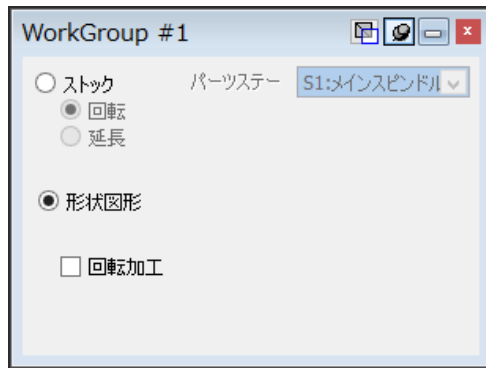 WorkGroup #1
ストック パーツステー S1:メインスピンドル
回転
延長
形状図形
回転加工